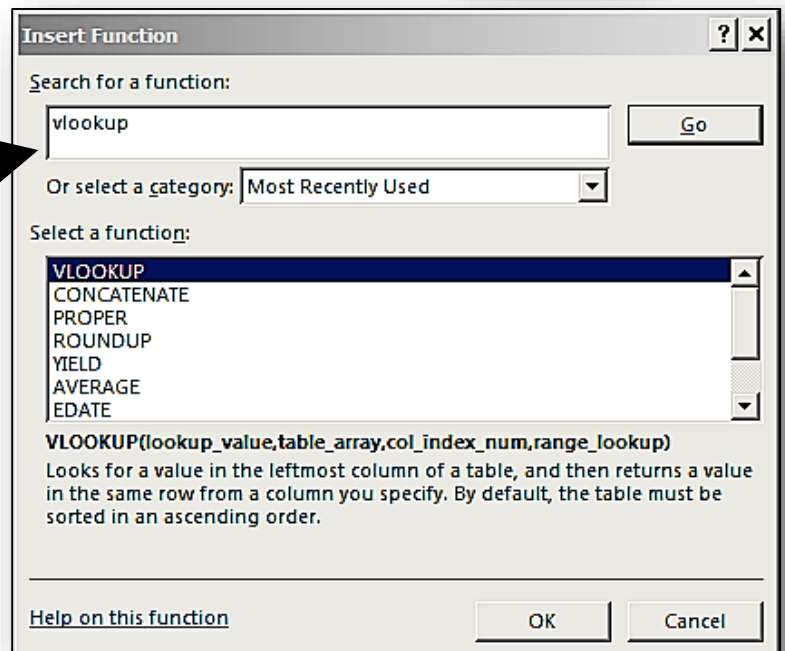 Insert Function
? X
Search for a function:
vlookup
Go
Or select a category: Most Recently Used
Select a function:
VLOOKUP
CONCATENATE
PROPER
ROUNDUP
YIELD
AVERAGE
EDATE
VLOOKUP(lookup_value,table_array,col_index_num,range_lookup)
Looks for a value in the leftmost column of a table, and then returns a value
in the same row from a column you specify. By default, the table must be
sorted in an ascending order.
Help on this function
OK
Cancel